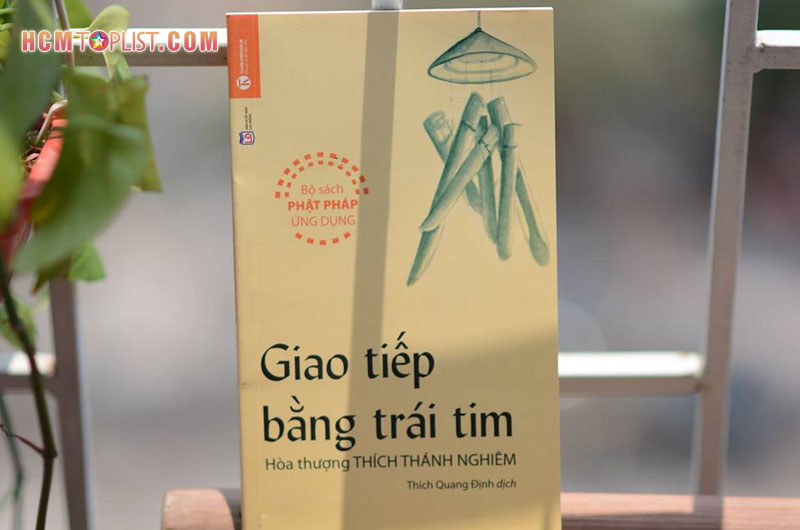 HCMTOPLIST.COM
Bộ sách
PHẬT PHÁP
ỨNG DỤNG
Giao tiếp
bằng trái tim
Hòa thượng THÍCH THÁNH NGHIÊM
Thích Quang Định dịch